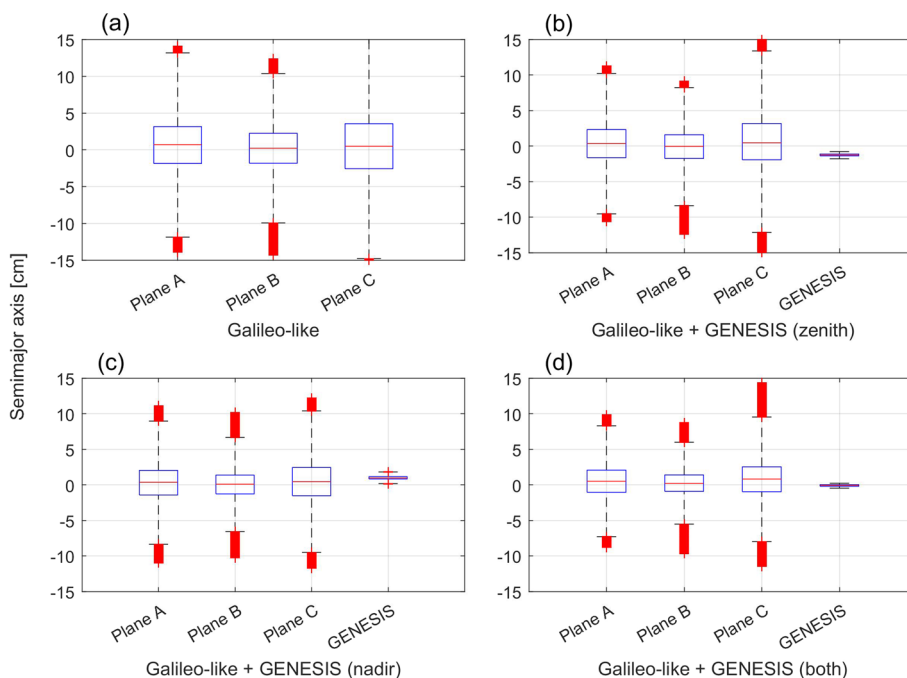 (a)
15
10
5
0
-5
-10
-15
Plane A
Plane B
Plane C
Galileo-like
(b)
15
10
5
0
-5
-10
-15
Plane A
Plane B
Plane C
GENESIS
Galileo-like + GENESIS (zenith)
Semimajor axis [cm]
(c)
15
10
5
0
-5
-10
-15
Plane A
Plane B
Plane C
GENESIS
Galileo-like + GENESIS (nadir)
(d)
15
10
5
0
-5
-10
-15
Plane A
Plane B
Plane C
GENESIS
Galileo-like + GENESIS (both)